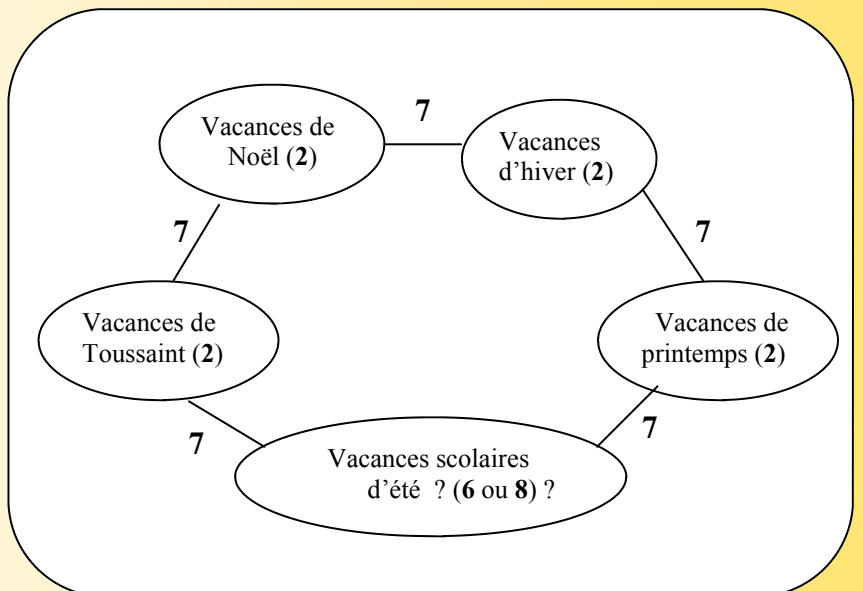 7
Vacances de
Noël (2)
Vacances
d’hiver (2)
7
7
Vacances de
Toussaint (2)
Vacances de
printemps (2)
7
7
Vacances scolaires
d’été ? (6 ou 8) ?